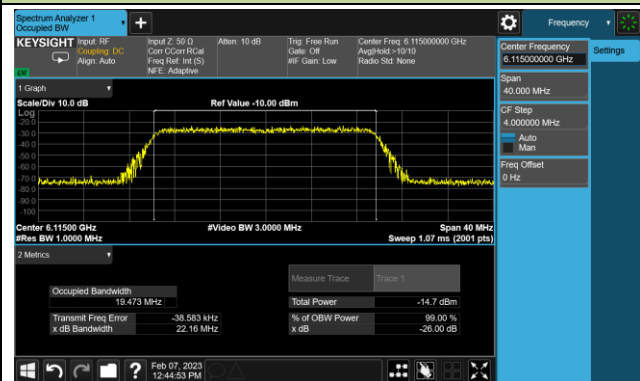 Spectrum Analyzer 1
Occupied BW
+
Frequency
KEYSIGHT
Input: RF
Coupling: DC
Align: Auto
Input Z: 50 Ω
Corr CCorr RCal
Freq Ref: Int (S)
NFE: Adaptive
Atten: 10 dB
Trig: Free Run
Gate: Off
#IF Gain: Low
Center Freq: 6.115000000 GHz
Avg|Hold:>10/10
Radio Std: None
Center Frequency
6.115000000 GHz
Settings
Span
40.000 MHz
CF Step
4.000000 MHz
Auto
Man
Freq Offset
0 Hz
1 Graph
Scale/Div 10.0 dB
Ref Value -10.00 dBm
Log
-20.0
-30.0
-40.0
-50.0
-60.0
-70.0
-80.0
-90.0
-100
Center 6.11500 GHz
#Video BW 3.0000 MHz
Span 40 MHz
#Res BW 1.0000 MHz
Sweep 1.07 ms (2001 pts)
2 Metrics
Measure Trace
Trace 1
Occupied Bandwidth
19.473 MHz
Total Power
-14.7 dBm
Transmit Freq Error
-38.583 kHz
% of OBW Power
99.00 %
x dB Bandwidth
22.16 MHz
x dB
-26.00 dB
?
Feb 07, 2023
12:44:53 PM